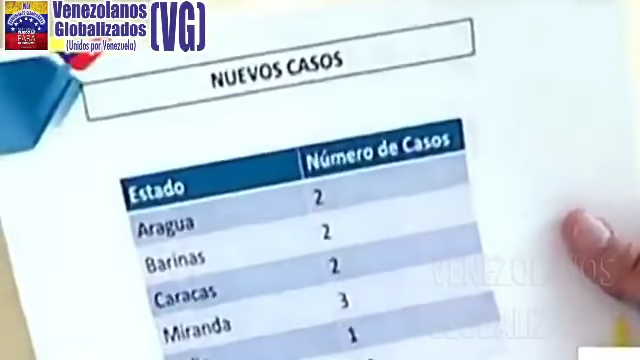 Venezolanos
Globalizados
(Unidos por Venezuela)
(VG)
NUEVOS CASOS
Estado Número de Casos
Aragua 2
Barinas 2
Caracas 2
Miranda 3
1
VENEZOLANOS